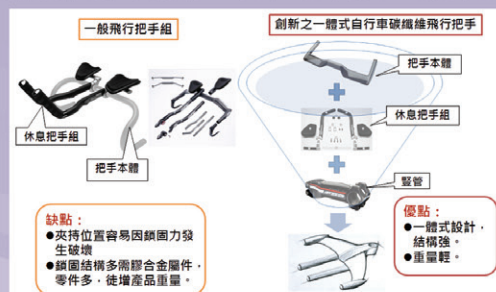 一般飛行把手組
休息把手組
把手本體
缺點：
●夾持位置容易因鎖固力發
生破壞
●鎖固結構多需膠合金屬件，
零件多，徒增產品重量。
創新之一體式自行車碳纖維飛行把手
把手本體
休息把手組
豎管
優點：
●一體式設計，
結構強。
●重量輕。